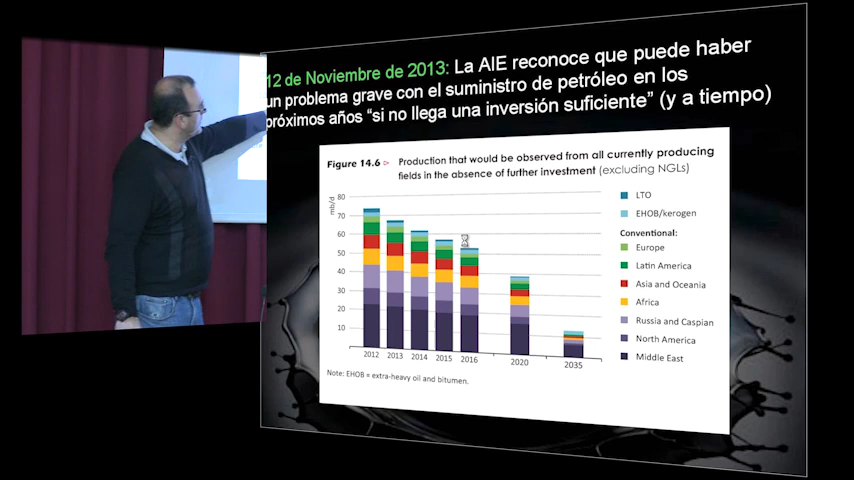 12 de Noviembre de 2013: La AIE reconoce que puede haber
un problema grave con el suministro de petróleo en los
próximos años “si no llega una inversión suficiente” (y a tiempo)
Figure 14.6 ▷ Production that would be observed from all currently producing
fields in the absence of further investment (excluding NGLs)
mb/d
80
70
60
50
40
30
20
10
2012 2013 2014 2015 2016 2020 2035
LTO
EHOB/kerogen
Conventional:
Europe
Latin America
Asia and Oceania
Africa
Russia and Caspian
North America
Middle East
Note: EHOB = extra-heavy oil and bitumen.